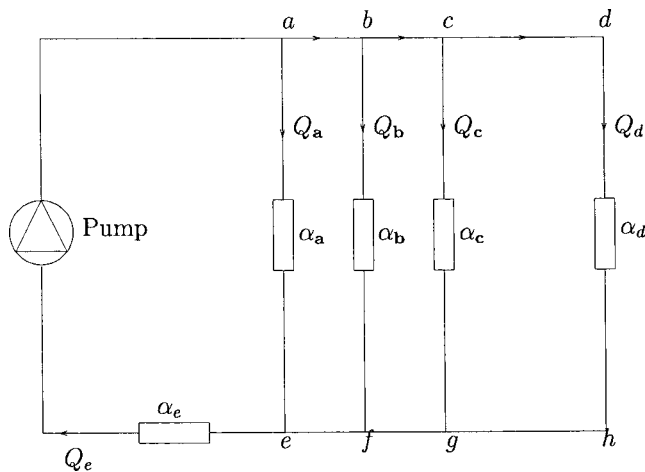 a b c d
Q_a Q_b Q_c Q_d
Pump α_a α_b α_c α_d
α_e
Q_e e f g h